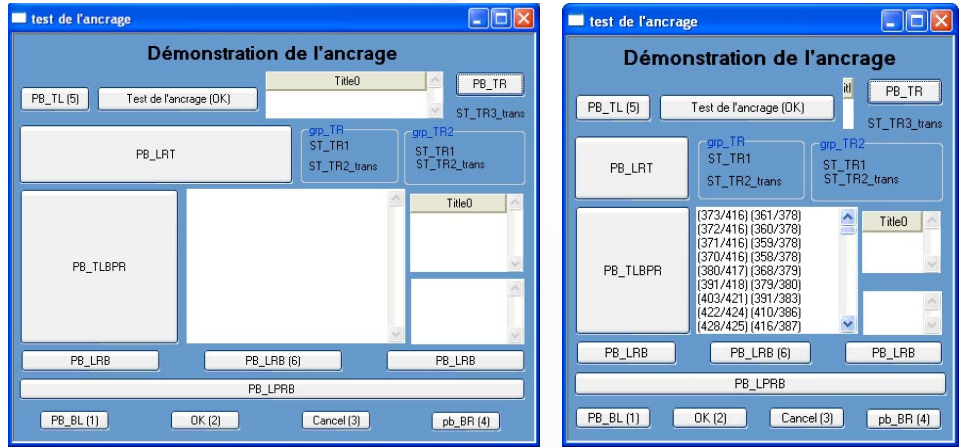 test de l'ancrage
Démonstration de l'ancrage
Title0
PB_TR
PB_TL (5)
Test de l'ancrage (OK)
ST_TR3_trans
PB_LRT
grp_TR
ST_TR1
ST_TR2_trans
grp_TR2
ST_TR1
ST_TR2_trans
PB_TLBPR
Title0
PB_LRB
PB_LRB (6)
PB_LRB
PB_LPRB
PB_BL (1)
OK (2)
Cancel (3)
pb_BR (4)
test de l'ancrage
Démonstration de l'ancrage
itl
PB_TR
PB_TL (5)
Test de l'ancrage (OK)
ST_TR3_trans
PB_LRT
grp_TR
ST_TR1
ST_TR2_trans
grp_TR2
ST_TR1
ST_TR2_trans
PB_TLBPR
(373/416) (361/378)
(372/416) (360/378)
(371/416) (359/378)
(370/416) (358/378)
(380/417) (368/379)
(391/418) (379/380)
(403/421) (391/383)
(422/424) (410/386)
(428/425) (416/387)
Title0
PB_LRB
PB_LRB (6)
PB_LRB
PB_LPRB
PB_BL (1)
OK (2)
Cancel (3)
pb_BR (4)